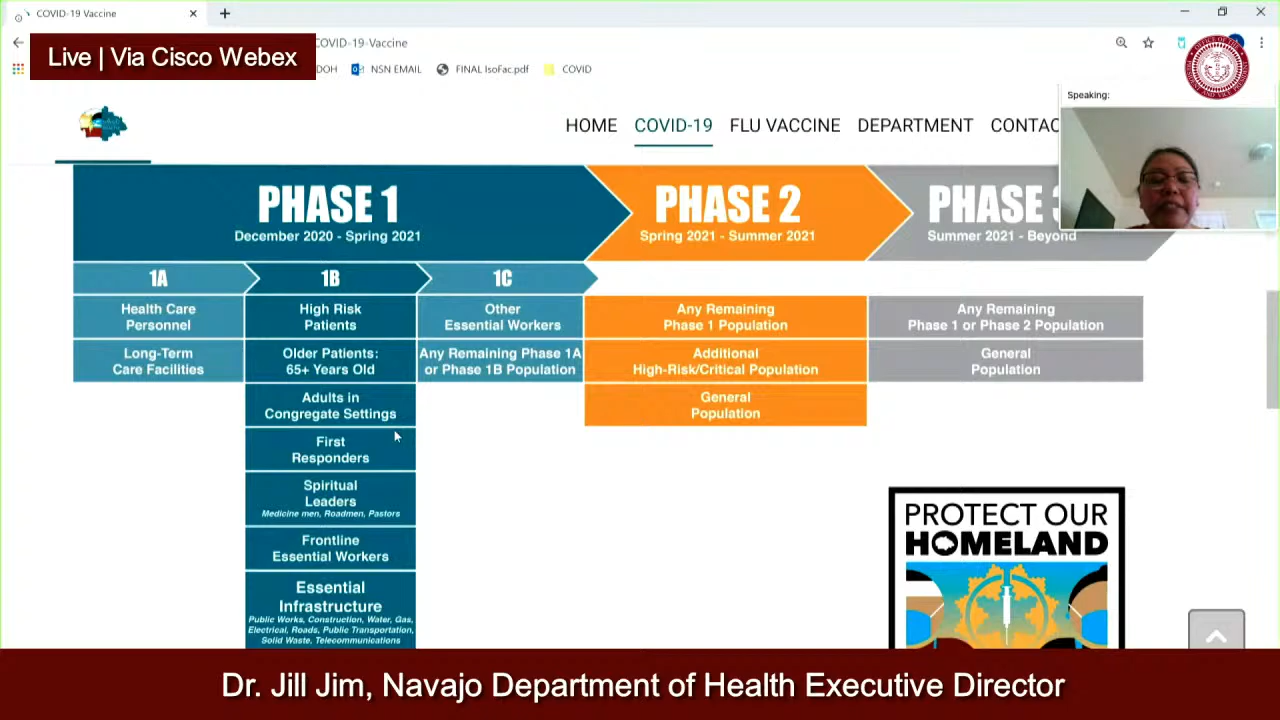 COVID-19 Vaccine
COVID-19-Vaccine
Live | Via Cisco Webex
DOH
NSN EMAIL
FINAL IsoFac.pdf
COVID
Speaking:
HOME
COVID-19
FLU VACCINE
DEPARTMENT
CONTAC
PHASE 1
December 2020 - Spring 2021
PHASE 2
Spring 2021 - Summer 2021
PHASE
Summer 2021 - Beyond
1A
1B
1C
Health Care
Personnel
Long-Term
Care Facilities
High Risk
Patients
Older Patients:
65+ Years Old
Adults in
Congregate Settings
First
Responders
Spiritual
Leaders
Medicine men, Roadmen, Pastors
Frontline
Essential Workers
Essential
Infrastructure
Public Works, Construction, Water, Gas,
Electrical, Roads, Public Transportation,
Solid Waste, Telecommunications
Other
Essential Workers
Any Remaining Phase 1A
or Phase 1B Population
Any Remaining
Phase 1 Population
Additional
High-Risk/Critical Population
General
Population
Any Remaining
Phase 1 or Phase 2 Population
General
Population
PROTECT OUR
HOMELAND
Dr. Jill Jim, Navajo Department of Health Executive Director